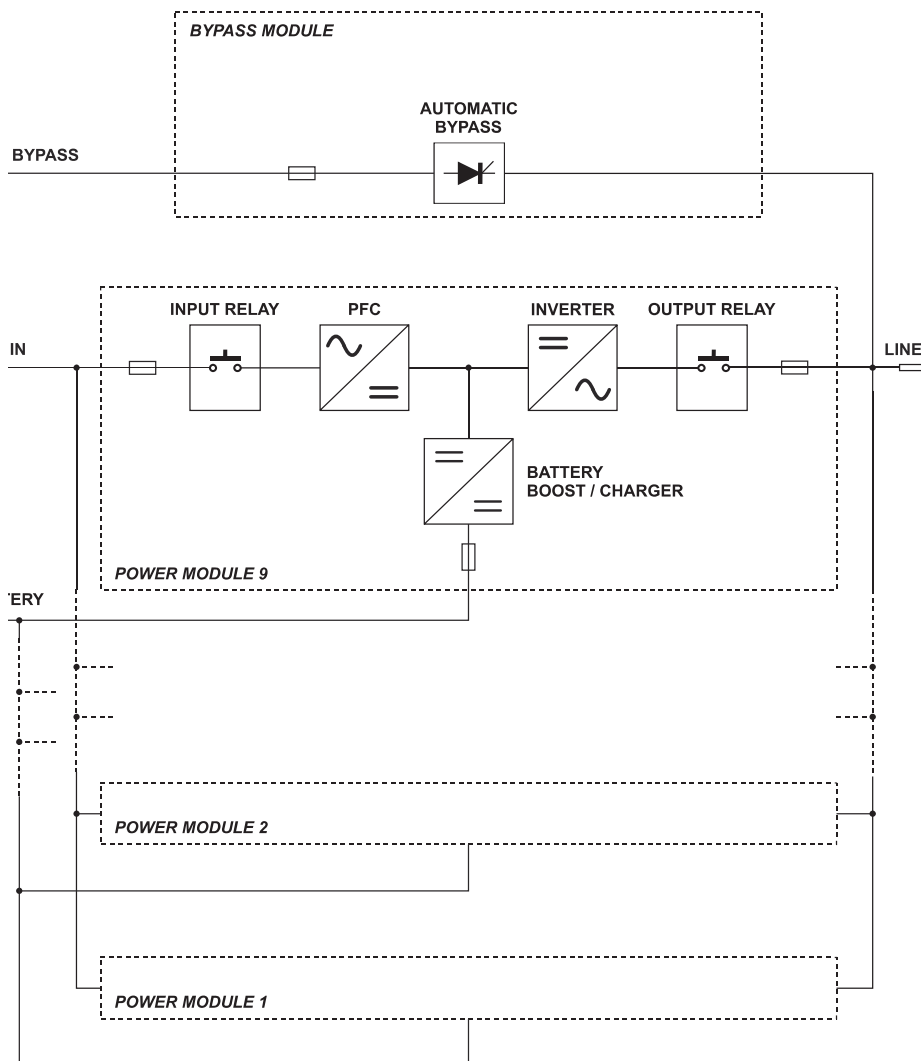 BYPASS MODULE
AUTOMATIC
BYPASS
BYPASS
INPUT RELAY
PFC
INVERTER
OUTPUT RELAY
IN
LINE
BATTERY
BOOST / CHARGER
POWER MODULE 9
TERY
POWER MODULE 2
POWER MODULE 1